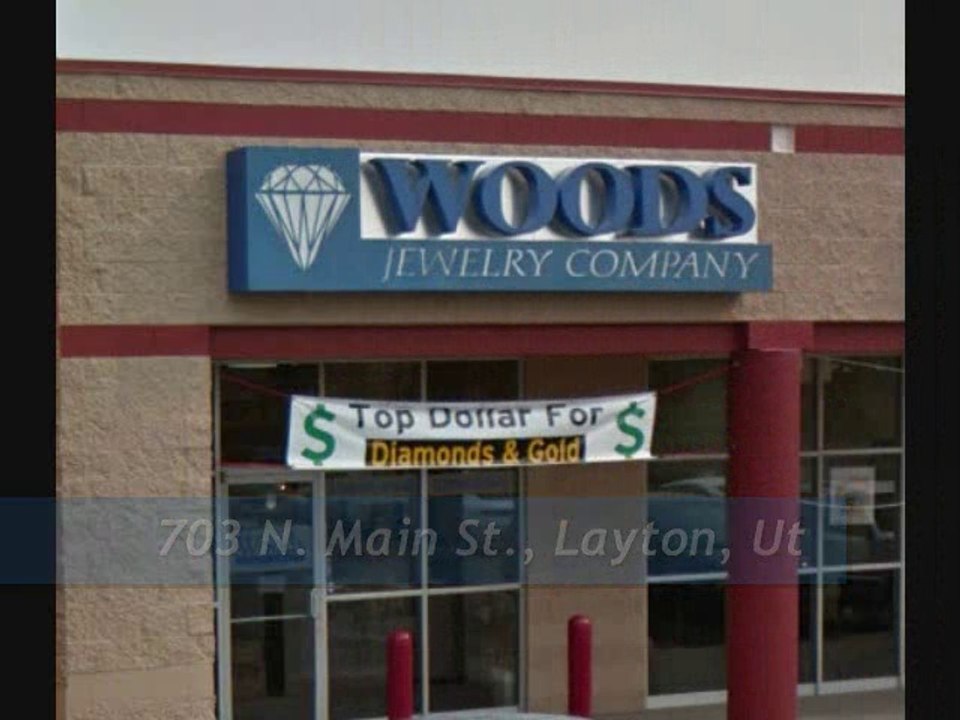 WOODS
JEWELRY COMPANY
$ Top Dollar For $
Diamonds & Gold
703 N. Main St., Layton, Ut